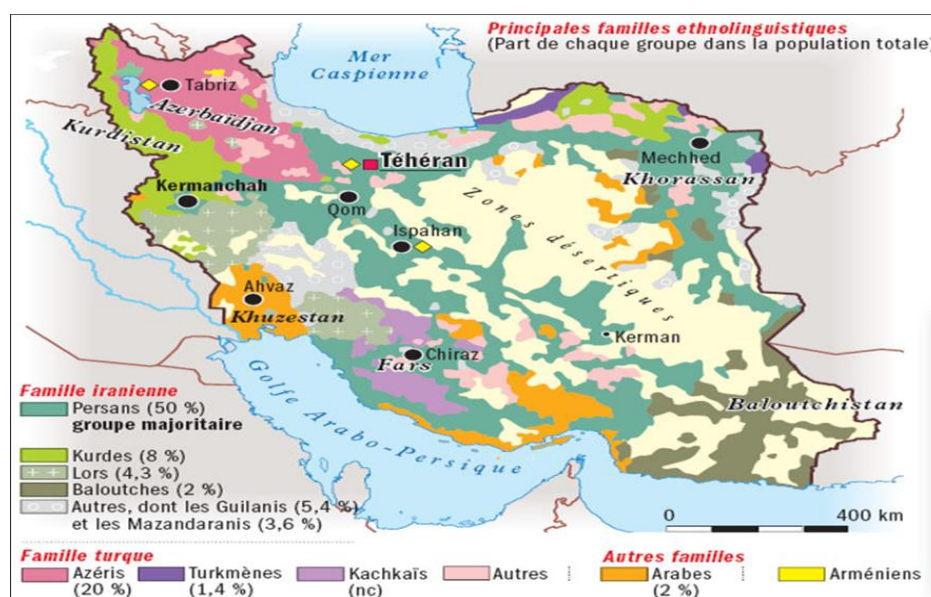 Principales familles ethnolinguistiques
(Part de chaque groupe dans la population totale)
Mer
Caspienne
Tabriz
Azerbaïdjan
Kurdistan
Téhéran
Mechhed
Khorassan
Kermanchah
Qom
Zones désertiques
Ispahan
Ahvaz
Khuzestan
Kerman
Chiraz
Fars
Baloutchistan
Golfe Arabo-Persique
Famille iranienne
Persans (50 %)
groupe majoritaire
Kurdes (8 %)
Lors (4,3 %)
Baloutches (2 %)
Autres, dont les Guilanis (5,4 %)
et les Mazandaranis (3,6 %)
0 400 km
Famille turque
Azéris
(20 %)
Turkmènes
(1,4 %)
Kachkaïs
(nc)
Autres
Autres familles
Arabes
(2 %)
Arméniens